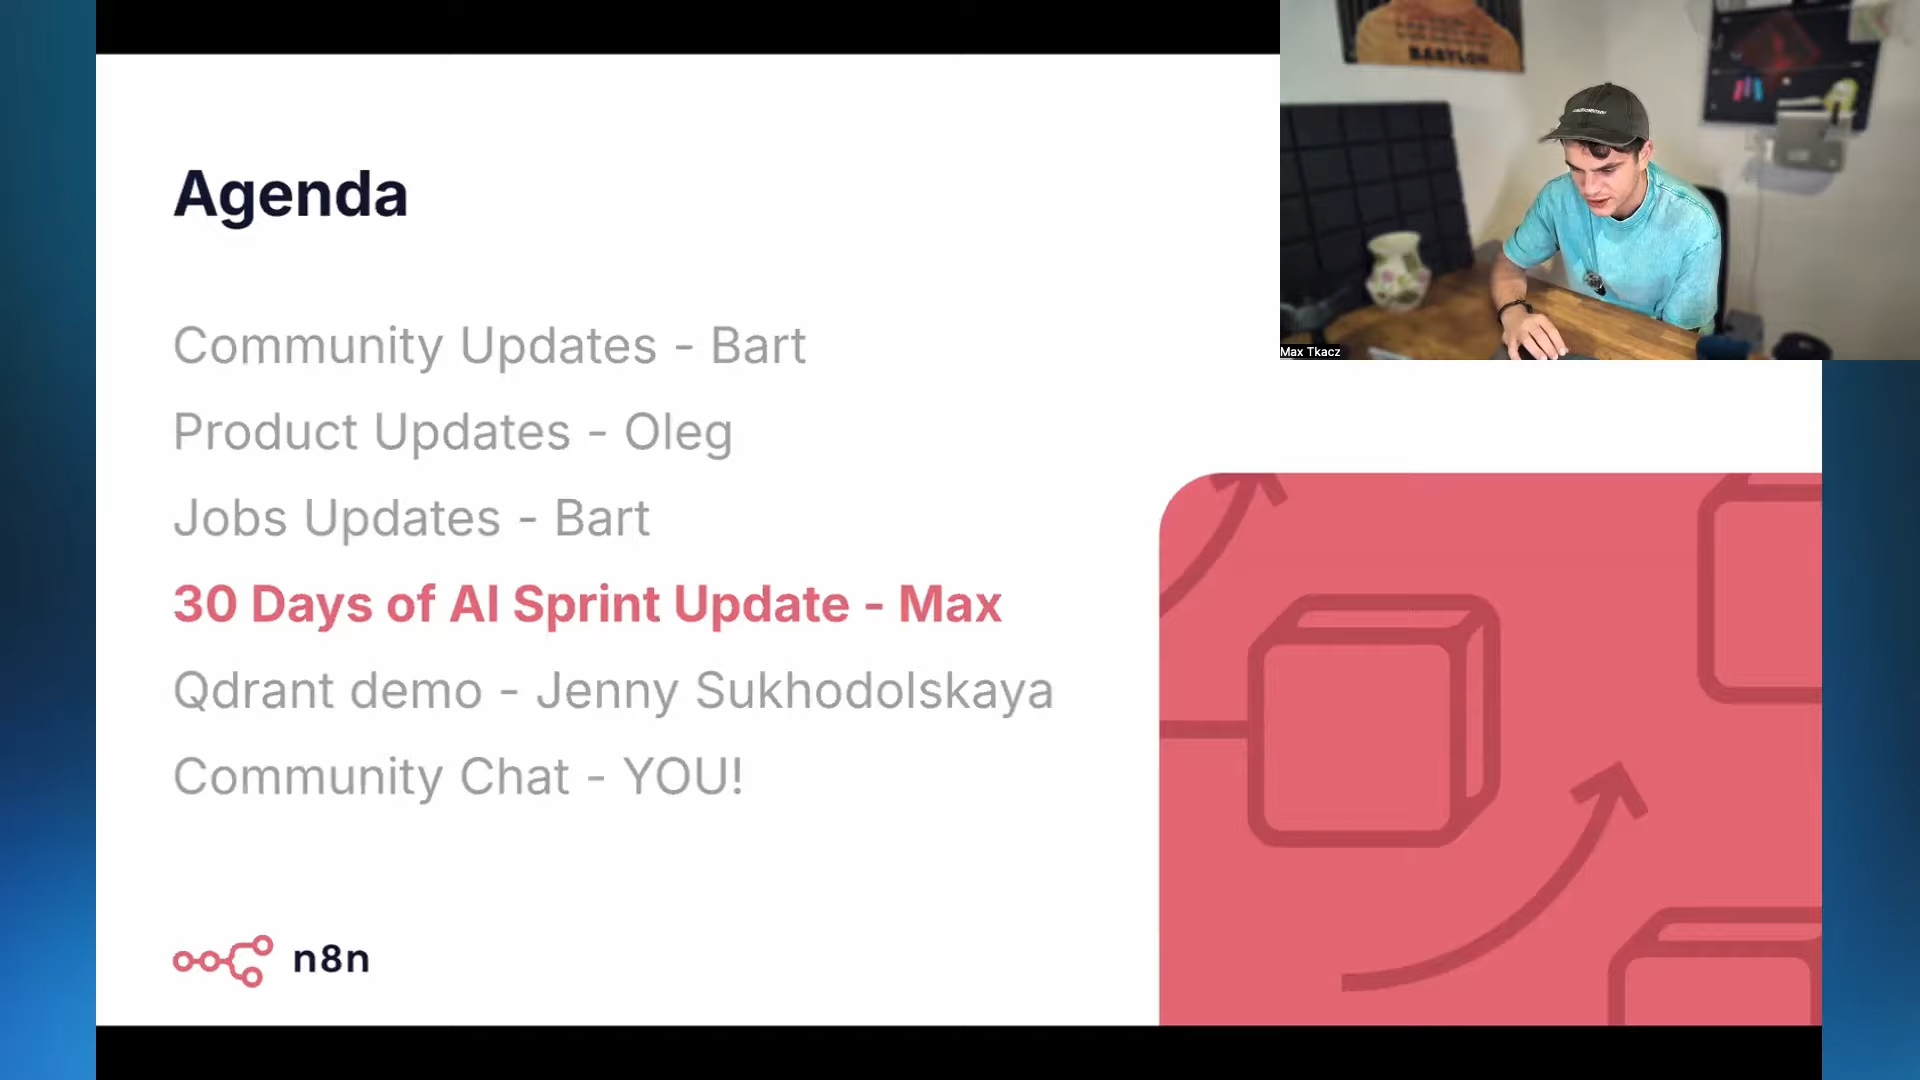 Agenda
Community Updates - Bart
Product Updates - Oleg
Jobs Updates - Bart
30 Days of AI Sprint Update - Max
Qdrant demo - Jenny Sukhodolskaya
Community Chat - YOU!
n8n
BABYLON
Max Tkacz